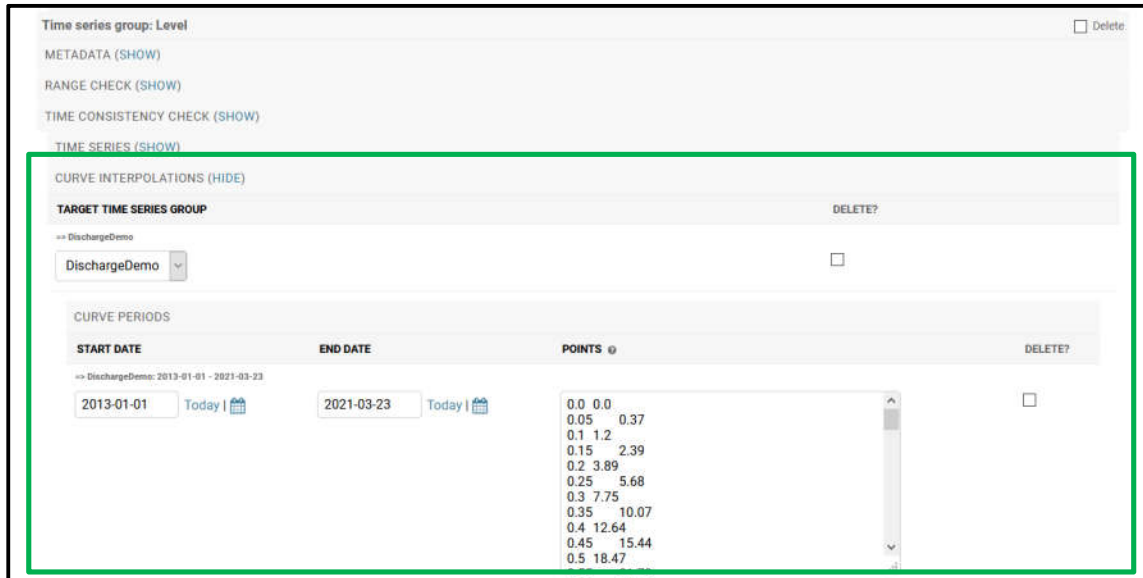 Time series group: Level Delete
METADATA (SHOW)
RANGE CHECK (SHOW)
TIME CONSISTENCY CHECK (SHOW)
TIME SERIES (SHOW)
CURVE INTERPOLATIONS (HIDE)
TARGET TIME SERIES GROUP DELETE?
=> DischargeDemo
DischargeDemo
CURVE PERIODS
START DATE END DATE POINTS DELETE?
=> DischargeDemo: 2013-01-01 - 2021-03-23
2013-01-01 Today | 2021-03-23 Today |
0.0 0.0
0.05 0.37
0.1 1.2
0.15 2.39
0.2 3.89
0.25 5.68
0.3 7.75
0.35 10.07
0.4 12.64
0.45 15.44
0.5 18.47